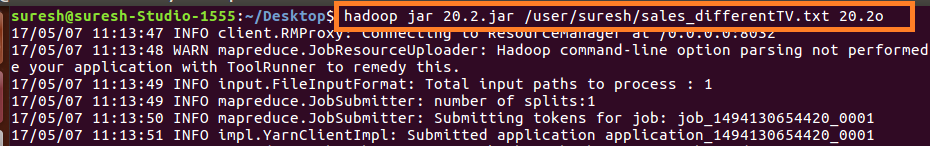 suresh@suresh-Studio-1555:~/Desktop$ hadoop jar 20.2.jar /user/suresh/sales_differentTV.txt 20.2o
17/05/07 11:13:47 INFO client.RMProxy: Connecting to ResourceManager at /0.0.0.0:8032
17/05/07 11:13:48 WARN mapreduce.JobResourceUploader: Hadoop command-line option parsing not performed
e your application with ToolRunner to remedy this.
17/05/07 11:13:49 INFO input.FileInputFormat: Total input paths to process : 1
17/05/07 11:13:49 INFO mapreduce.JobSubmitter: number of splits:1
17/05/07 11:13:50 INFO mapreduce.JobSubmitter: Submitting tokens for job: job_1494130654420_0001
17/05/07 11:13:51 INFO impl.YarnClientImpl: Submitted application application_1494130654420_0001